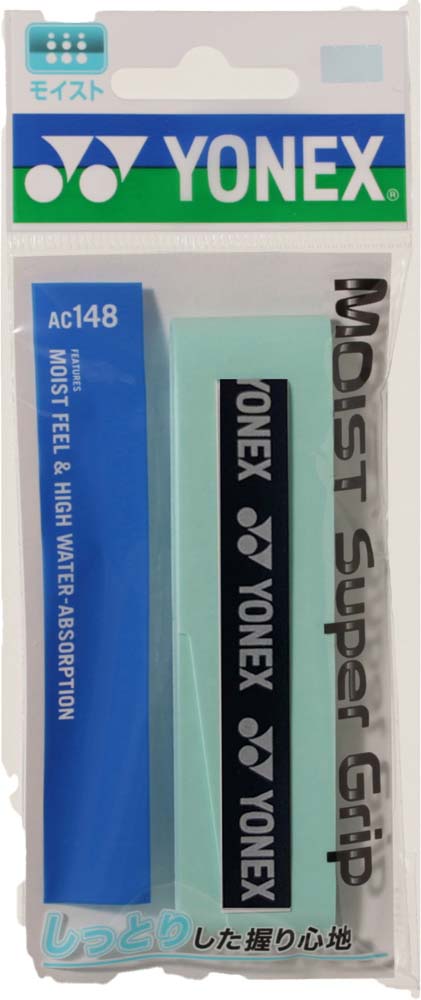 モイスト
YONEX®
AC148
FEATURES
MOIST FEEL & HIGH WATER-ABSORPTION
YONEX
YONEX
YONEX
MOIST Super Grip
しっとりした握り心地